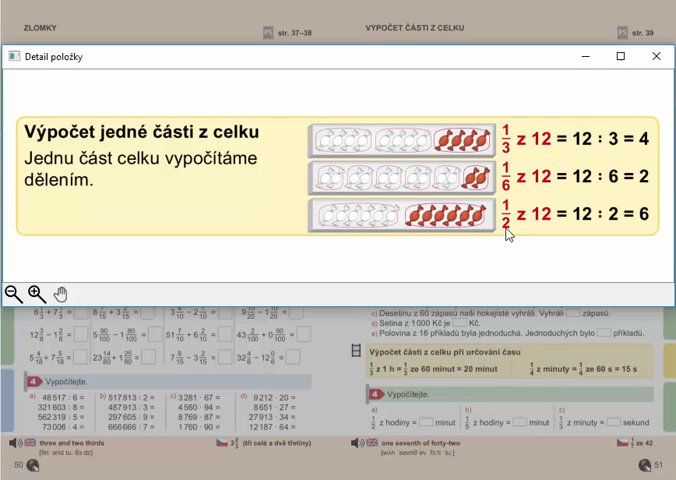 ZLOMKY
PS str. 37–38
VÝPOČET ČÁSTI Z CELKU
PS str. 39
Detail položky
Výpočet jedné části z celku
Jednu část celku vypočítáme
dělením.
1/3 z 12 = 12 : 3 = 4
1/6 z 12 = 12 : 6 = 2
1/2 z 12 = 12 : 2 = 6
c) Desetinu z 60 zápasů naši hokejisté vyhráli. Vyhráli zápasů.
d) Setina z 1 000 Kč je Kč.
e) Polovina z 16 příkladů byla jednoduchá. Jednoduchých bylo příkladů.
Výpočet části z celku při určování času
1/3 z 1 h = 1/3 ze 60 minut = 20 minut
1/4 z minuty = 1/4 ze 60 s = 15 s
4 Vypočítejte.
a) 48 517 : 6 =
321 603 : 8 =
562 319 : 5 =
73 006 : 4 =
b) 517 813 : 2 =
487 913 : 3 =
297 605 : 9 =
666 666 : 7 =
c) 3 281 · 67 =
4 560 · 94 =
8 769 · 87 =
1 760 · 90 =
d) 9 212 · 20 =
8 651 · 27 =
27 913 · 34 =
12 187 · 64 =
4 Vypočítejte.
a)
1/2 z hodiny = minut
b)
1/5 z hodiny = minut
c)
1/3 z minuty = sekund
three and two thirds
3 2/3 (tři celé a dvě třetiny)
one seventh of forty-two
1/7 ze 42
50
51